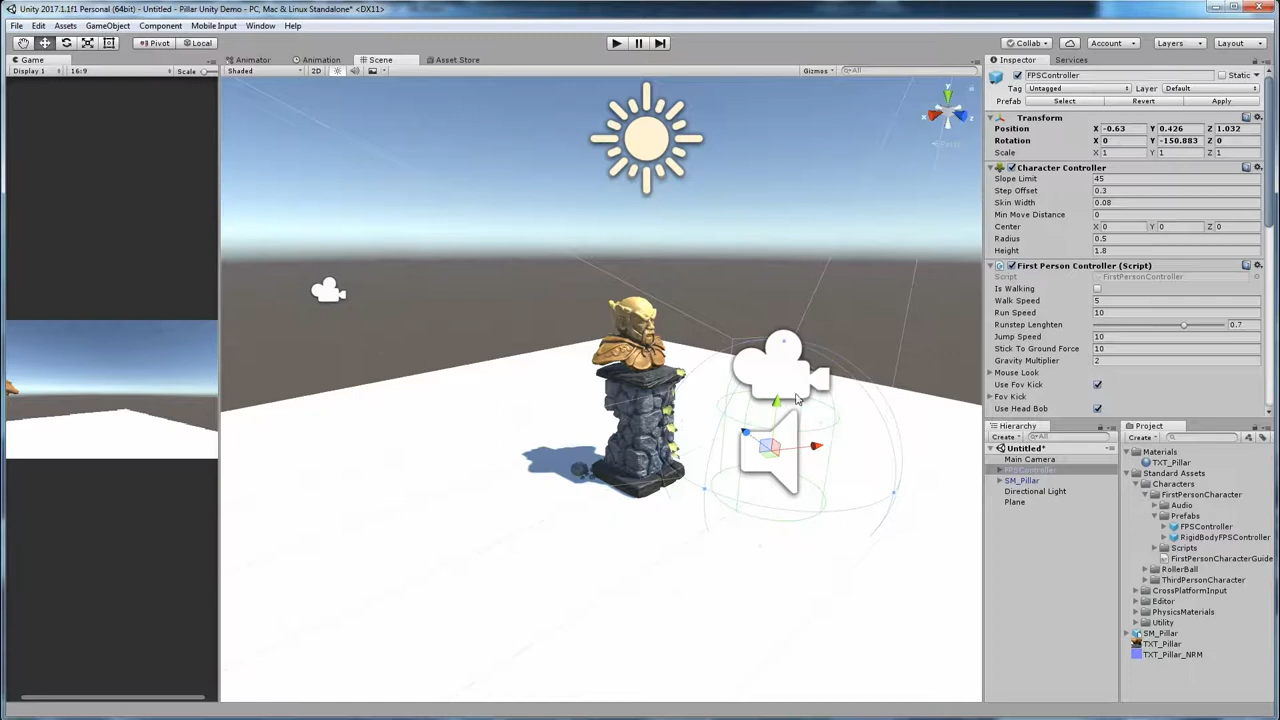 Unity 2017.1.1f1 Personal (64bit) - Untitled - Pillar Unity Demo - PC, Mac & Linux Standalone* <DX11>
File Edit Assets GameObject Component Mobile Input Window Help
Pivot Local Collab Account Layers Layout
Game Animator Animation Scene Asset Store Inspector Services
Display 1 16:9 Scale Shaded 2D Gizmos All
FPSController Static
Tag Untagged Layer Default
Prefab Select Revert Apply
Transform
Position X -0.63 Y 0.426 Z 1.032
Rotation X 0 Y -150.883 Z 0
Scale X 1 Y 1 Z 1
Character Controller
Slope Limit 45
Step Offset 0.3
Skin Width 0.08
Min Move Distance 0
Center X 0 Y 0 Z 0
Radius 0.5
Height 1.8
First Person Controller (Script)
Script FirstPersonController
Is Walking
Walk Speed 5
Run Speed 10
Runstep Lenghten 0.7
Jump Speed 10
Stick To Ground Force 10
Gravity Multiplier 2
Mouse Look
Use Fov Kick
Fov Kick
Use Head Bob
Hierarchy
Create All
Untitled*
Main Camera
FPSController
SM_Pillar
Directional Light
Plane
Project
Create
Materials
TXT_Pillar
Standard Assets
Characters
FirstPersonCharacter
Audio
Prefabs
FPSController
RigidBodyFPSController
Scripts
FirstPersonCharacterGuide
RollerBall
ThirdPersonCharacter
CrossPlatformInput
Editor
PhysicsMaterials
Utility
SM_Pillar
TXT_Pillar
TXT_Pillar_NRM